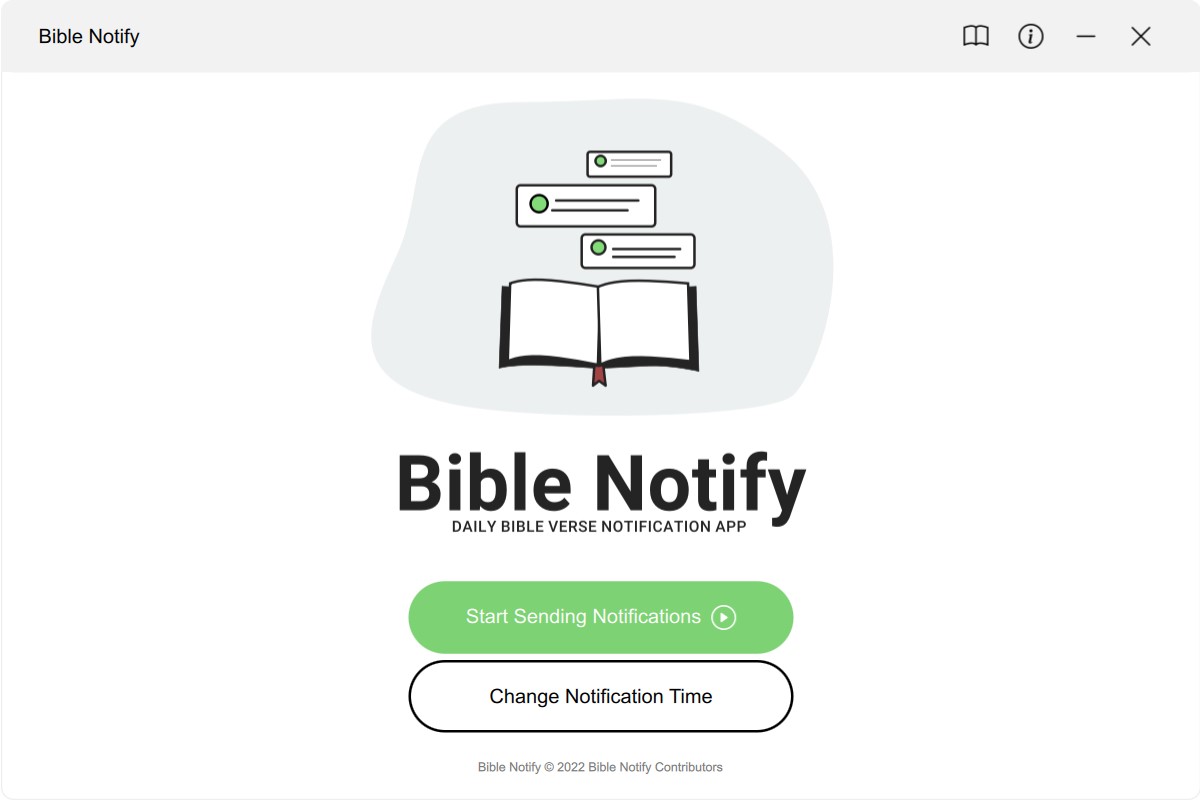 Bible Notify
Bible Notify
DAILY BIBLE VERSE NOTIFICATION APP
Start Sending Notifications
Change Notification Time
Bible Notify © 2022 Bible Notify Contributors